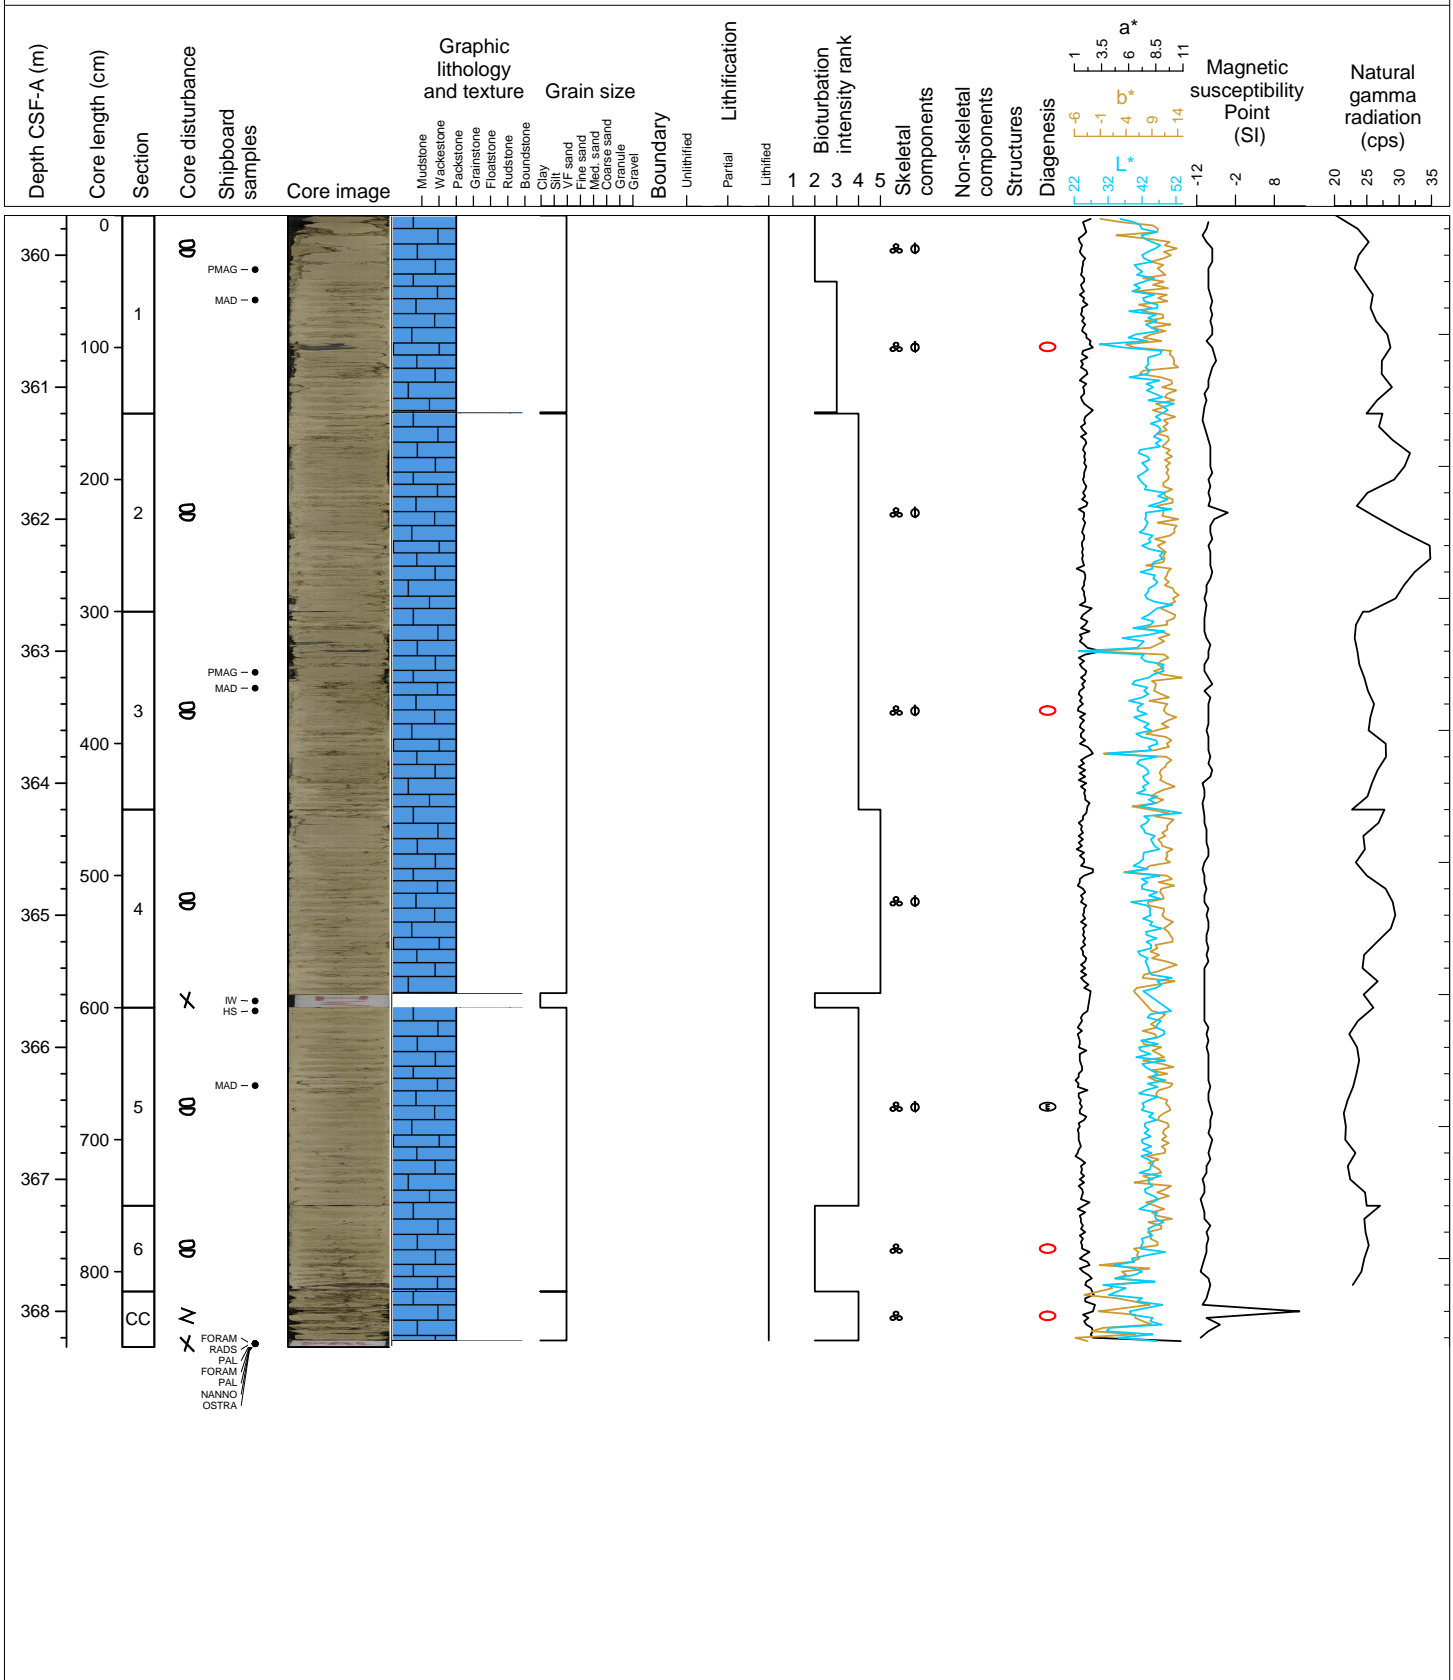 Depth CSF-A (m)
Core length (cm)
Section
Core disturbance
Shipboard
samples
Core image
Graphic
lithology
and texture
Mudstone
Wackestone
Packstone
Grainstone
Floatstone
Rudstone
Boundstone
Grain size
Clay
Silt
VF sand
Fine sand
Med. sand
Coarse sand
Granule
Gravel
Boundary
Lithification
Unlithified
Partial
Lithified
Bioturbation
intensity rank
1 2 3 4 5
Skeletal
components
Non-skeletal
components
Structures
Diagenesis
a*
1 3.5 6 8.5 11
b*
-6 -1 4 9 14
L*
22 32 42 52
Magnetic
susceptibility
Point
(SI)
-12 -2 8
Natural
gamma
radiation
(cps)
20 25 30 35
0
360
PMAG
MAD
1
100
361
200
2
362
300
363
PMAG
MAD
3
400
364
500
4
365
IW
600
HS
366
MAD
5
700
367
6
800
368
CC
FORAM
RADS
PAL
FORAM
PAL
NANNO
OSTRA